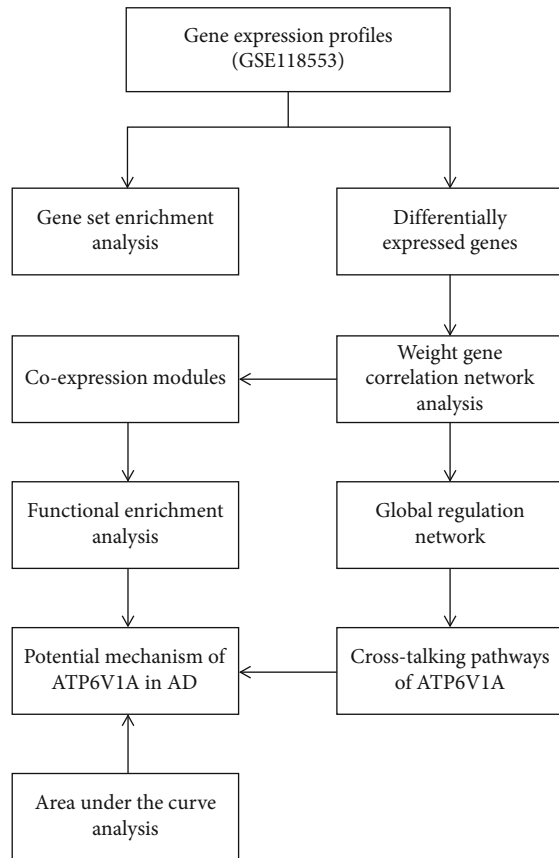 Gene expression profiles
(GSE118553)
Gene set enrichment
analysis
Differentially
expressed genes
Co-expression modules
Weight gene
correlation network
analysis
Functional enrichment
analysis
Global regulation
network
Potential mechanism of
ATP6V1A in AD
Cross-talking pathways
of ATP6V1A
Area under the curve
analysis